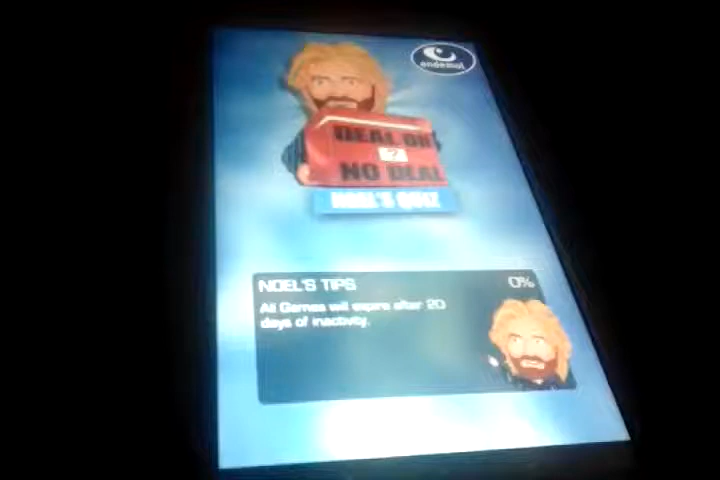 endemol
DEAL OR
?
NO DEAL
NOEL'S QUIZ
NOEL'S TIPS
0%
All Games will expire after 20
days of inactivity.